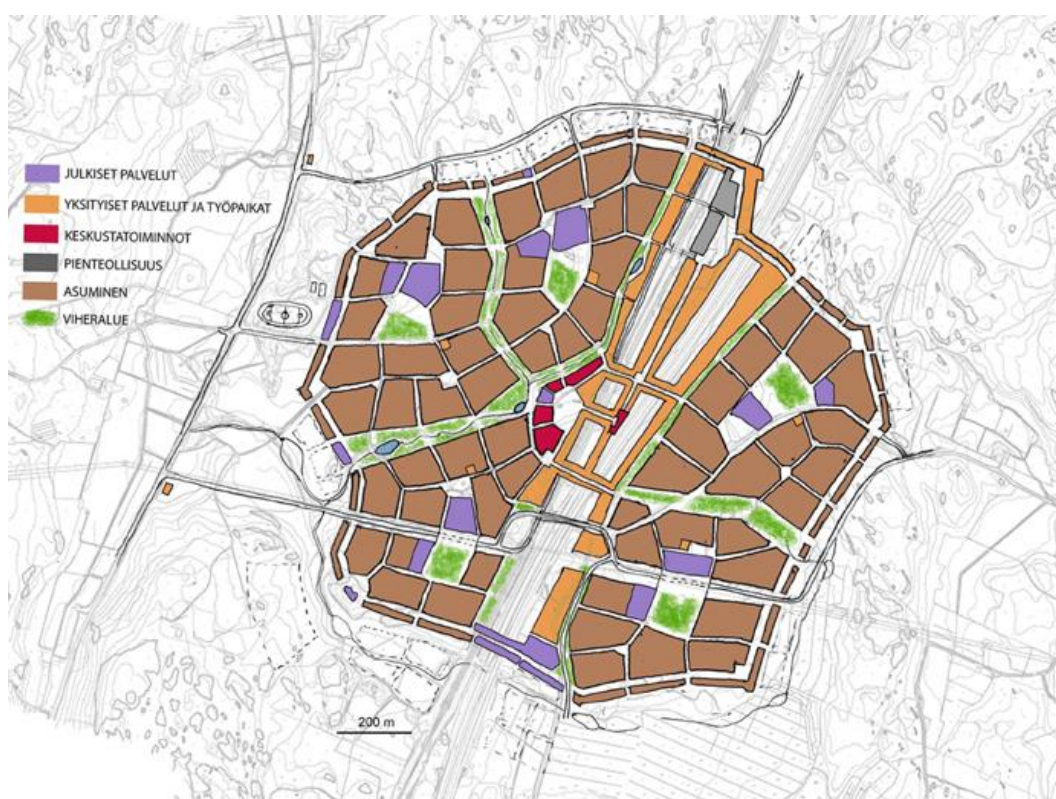 JULKISET PALVELUT
YKSITYISET PALVELUT JA TYÖPAIKAT
KESKUSTATOIMINNOT
PIENTEOLLISUUS
ASUMINEN
VIHERALUE
200 m